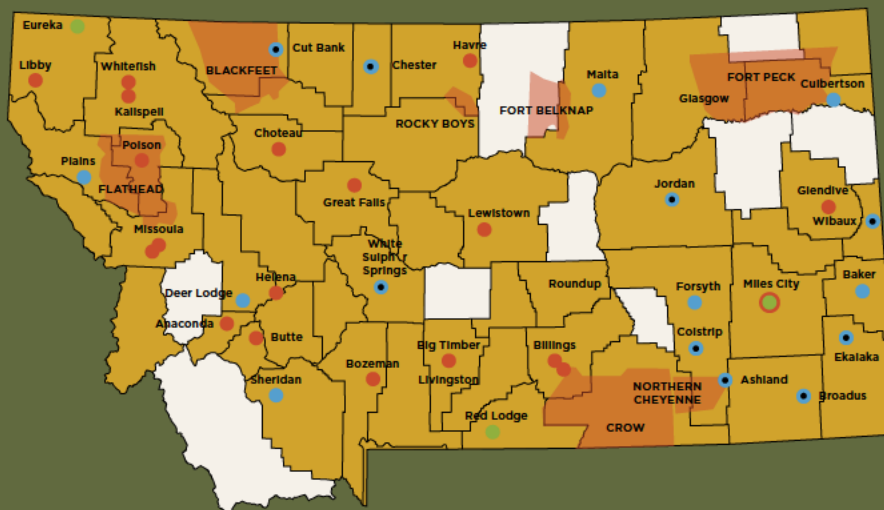 Eureka
Cut Bank
Havre
Libby
Whitefish
BLACKFEET
Chester
Malta
FORT PECK
Culbertson
Kalispell
ROCKY BOYS
FORT BELKNAP
Glasgow
Choteau
Polson
Plains
FLATHEAD
Jordan
Glendive
Great Falls
Lewistown
Wibaux
Missoula
White
Sulphr
Springs
Helena
Deer Lodge
Roundup
Forsyth
Miles City
Baker
Anaconda
Butte
Colstrip
Big Timber
Billings
Ekalaka
Bozeman
Livingston
Sheridan
NORTHERN
CHEYENNE
Ashland
Broadus
Red Lodge
CROW